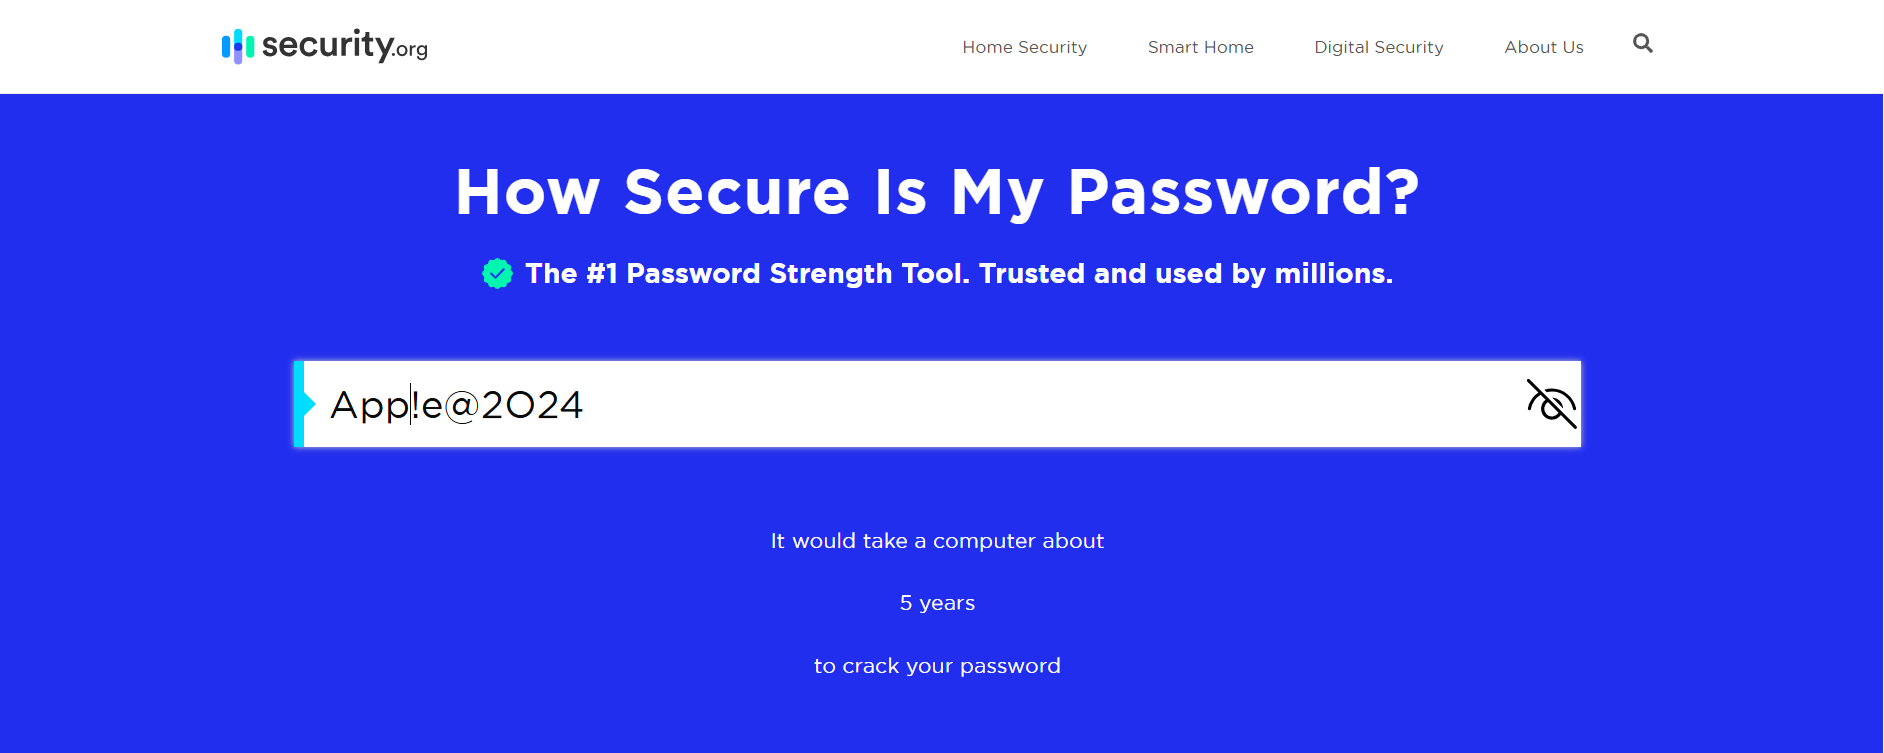 security.org
Home Security Smart Home Digital Security About Us
How Secure Is My Password?
The #1 Password Strength Tool. Trusted and used by millions.
App!e@2024
It would take a computer about
5 years
to crack your password